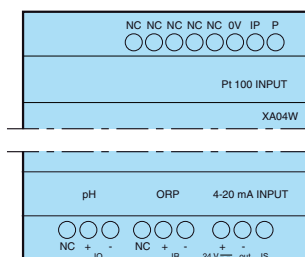 NC NC NC NC NC 0V IP P
Pt 100 INPUT
XA04W
pH ORP 4-20 mA INPUT
NC + - NC + - + -
24 V out IS